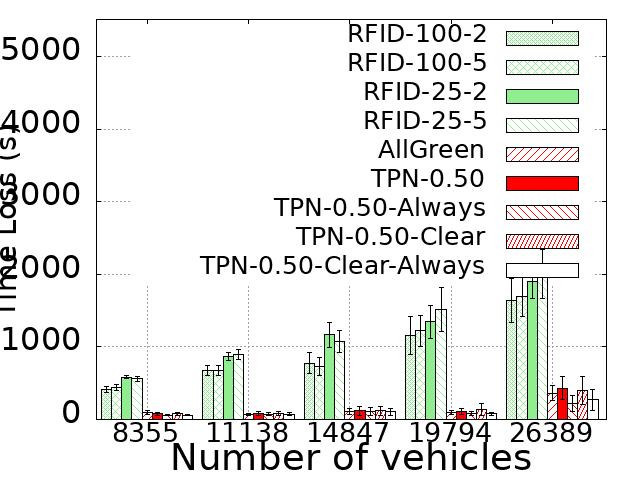 RFID-100-2
RFID-100-5
RFID-25-2
RFID-25-5
AllGreen
TPN-0.50
TPN-0.50-Always
TPN-0.50-Clear
TPN-0.50-Clear-Always
5000
4000
3000
2000
1000
0
Time Loss (s)
8355
11138
14847
19794
26389
Number of vehicles